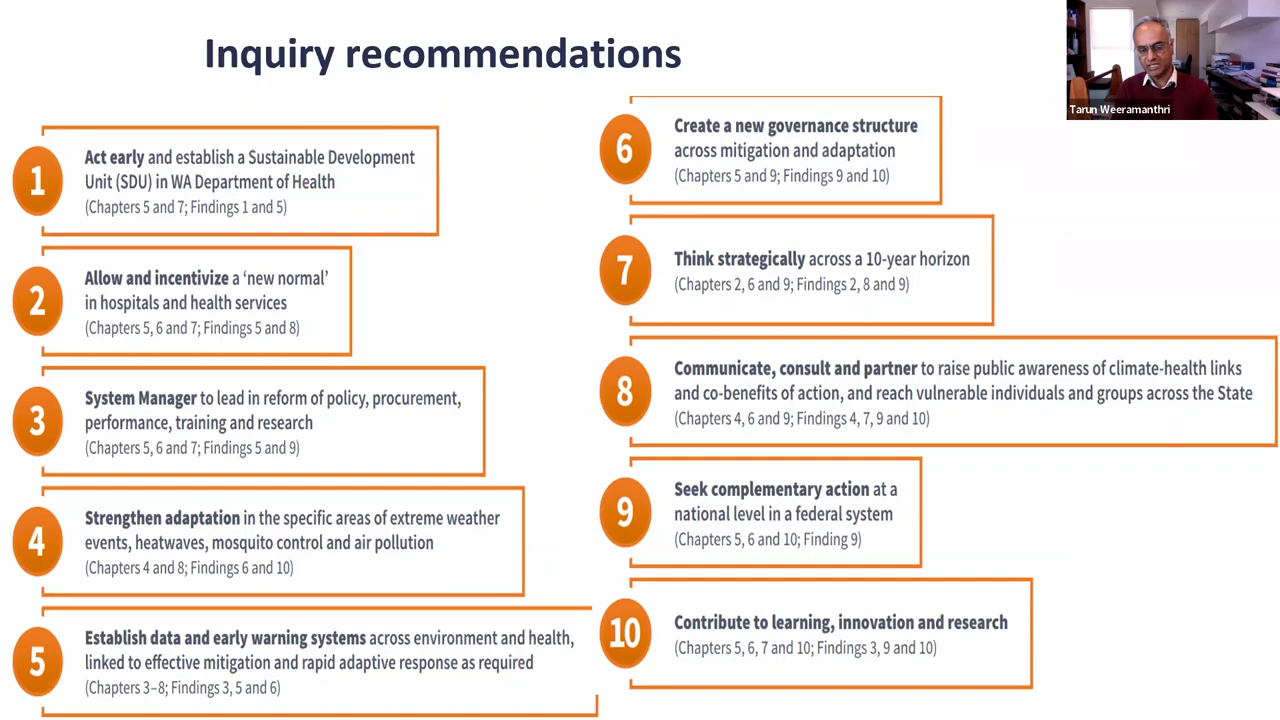 Inquiry recommendations
Tarun Weeramanthri
1
Act early and establish a Sustainable Development
Unit (SDU) in WA Department of Health
(Chapters 5 and 7; Findings 1 and 5)
2
Allow and incentivize a ‘new normal’
in hospitals and health services
(Chapters 5, 6 and 7; Findings 5 and 8)
3
System Manager to lead in reform of policy, procurement,
performance, training and research
(Chapters 5, 6 and 7; Findings 5 and 9)
4
Strengthen adaptation in the specific areas of extreme weather
events, heatwaves, mosquito control and air pollution
(Chapters 4 and 8; Findings 6 and 10)
5
Establish data and early warning systems across environment and health,
linked to effective mitigation and rapid adaptive response as required
(Chapters 3–8; Findings 3, 5 and 6)
6
Create a new governance structure
across mitigation and adaptation
(Chapters 5 and 9; Findings 9 and 10)
7
Think strategically across a 10-year horizon
(Chapters 2, 6 and 9; Findings 2, 8 and 9)
8
Communicate, consult and partner to raise public awareness of climate-health links
and co-benefits of action, and reach vulnerable individuals and groups across the State
(Chapters 4, 6 and 9; Findings 4, 7, 9 and 10)
9
Seek complementary action at a
national level in a federal system
(Chapters 5, 6 and 10; Finding 9)
10
Contribute to learning, innovation and research
(Chapters 5, 6, 7 and 10; Findings 3, 9 and 10)